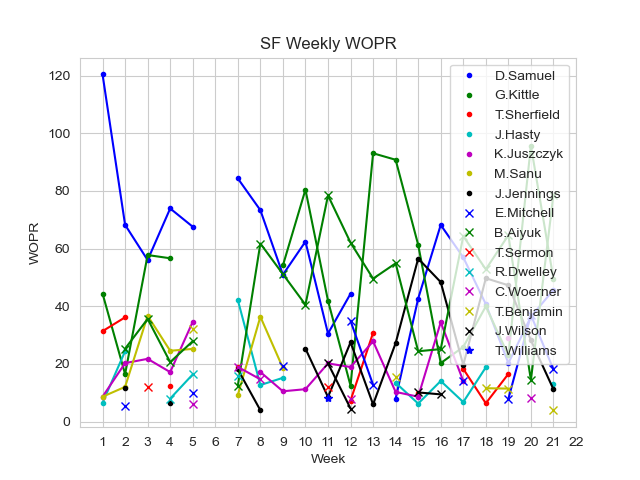 SF Weekly WOPR
D.Samuel
G.Kittle
T.Sherfield
J.Hasty
K.Juszczyk
M.Sanu
J.Jennings
E.Mitchell
B.Aiyuk
T.Sermon
R.Dwelley
C.Woerner
T.Benjamin
J.Wilson
T.Williams
WOPR
120
100
80
60
40
20
0
1 2 3 4 5 6 7 8 9 10 11 12 13 14 15 16 17 18 19 20 21 22
Week